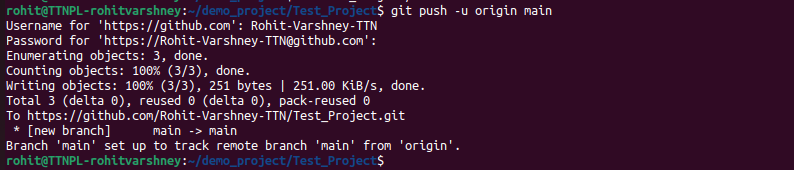 rohit@TTNPL-rohitvarshney:~/demo_project/Test_Project$ git push -u origin main
Username for 'https://github.com': Rohit-Varshney-TTN
Password for 'https://Rohit-Varshney-TTN@github.com':
Enumerating objects: 3, done.
Counting objects: 100% (3/3), done.
Writing objects: 100% (3/3), 251 bytes | 251.00 KiB/s, done.
Total 3 (delta 0), reused 0 (delta 0), pack-reused 0
To https://github.com/Rohit-Varshney-TTN/Test_Project.git
 * [new branch]      main -> main
Branch 'main' set up to track remote branch 'main' from 'origin'.
rohit@TTNPL-rohitvarshney:~/demo_project/Test_Project$